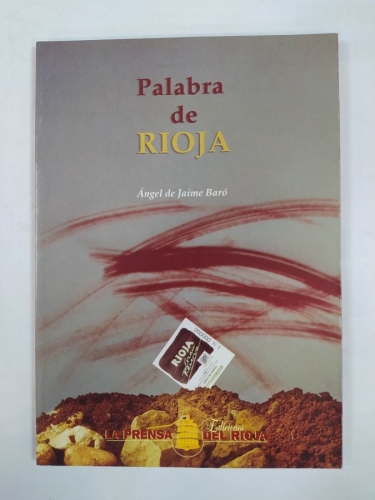 Palabra
de
RIOJA
Ángel de Jaime Baró
RIOJA
Ediciones
LA PRENSA DEL RIOJA